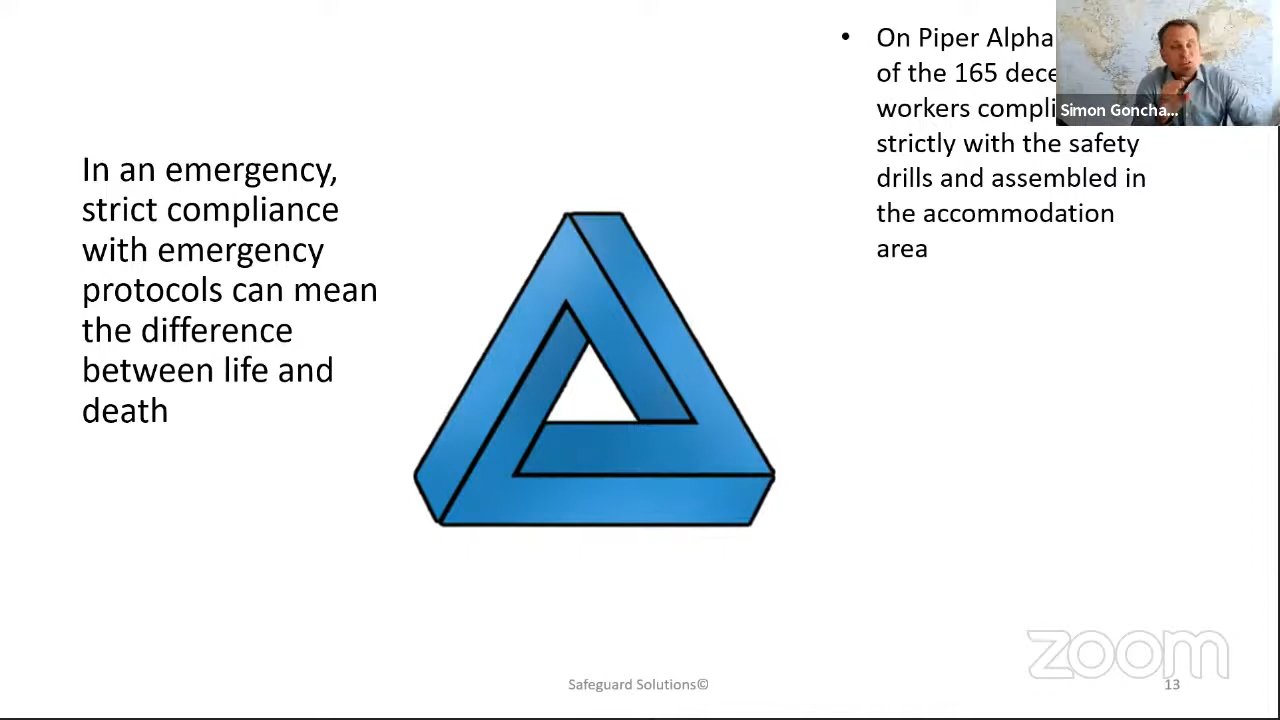 In an emergency,
strict compliance
with emergency
protocols can mean
the difference
between life and
death
• On Piper Alpha
of the 165
workers
strictly with the safety
drills and assembled in
the accommodation
area
Simon Goncha...
Safeguard Solutions©
13
zoom